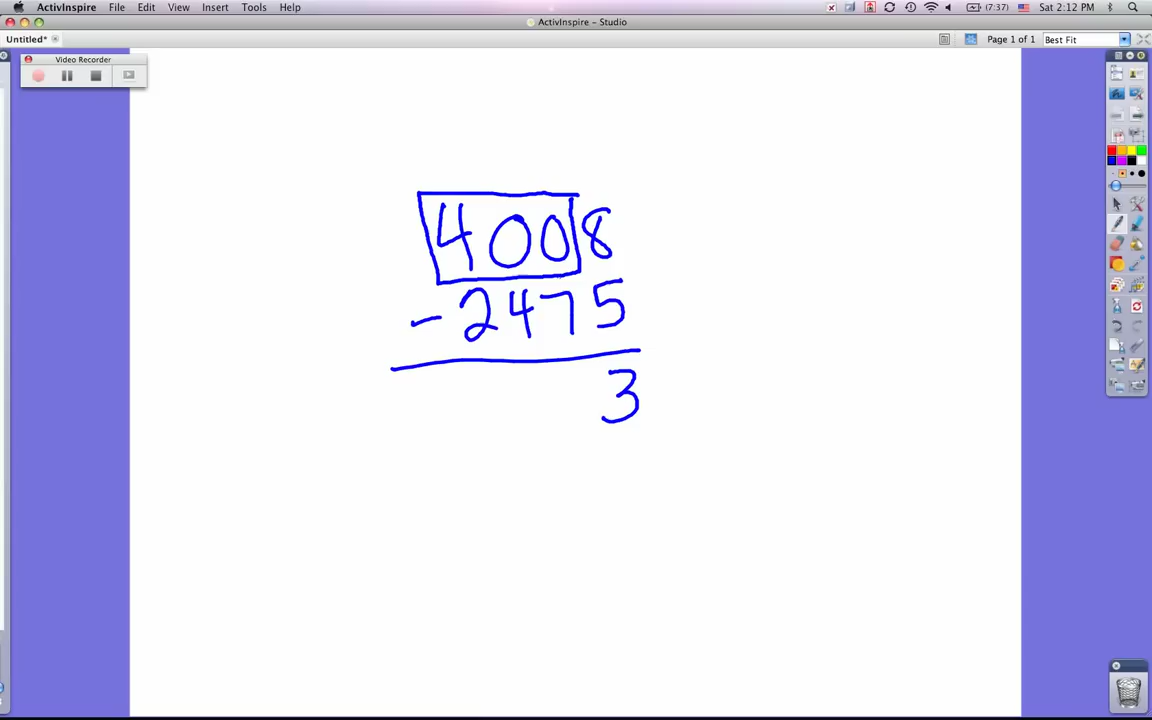 ActivInspire File Edit View Insert Tools Help (7:37) Sat 2:12 PM
ActivInspire - Studio
Untitled* Page 1 of 1 Best Fit
Video Recorder
4008
-2475
3